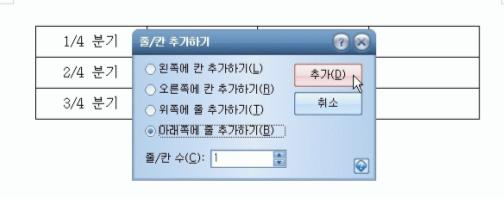 1/4 분기
줄/칸 추가하기
2/4 분기
왼쪽에 칸 추가하기(L)
추가(D)
오른쪽에 칸 추가하기(R)
3/4 분기
위쪽에 줄 추가하기(T)
취소
아래쪽에 줄 추가하기(B)
줄/칸 수(C): 1